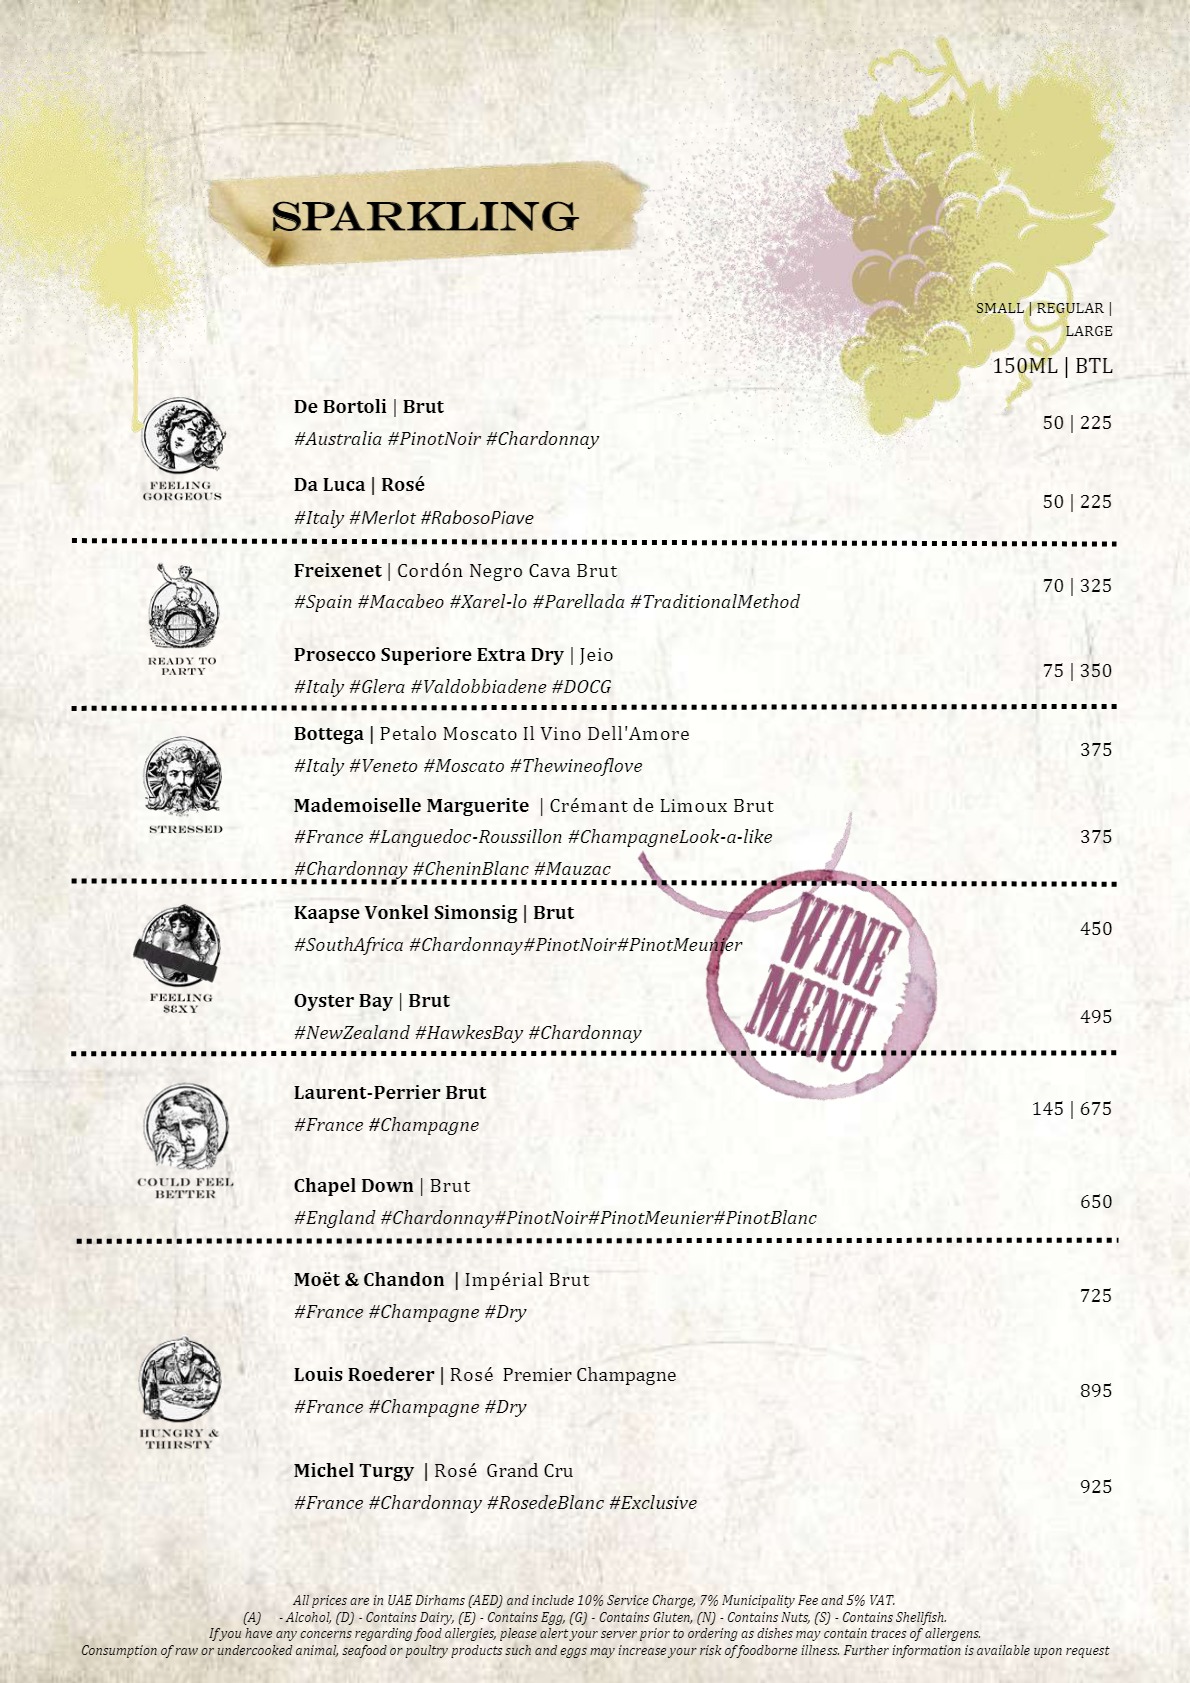 SPARKLING
SMALL | REGULAR |
LARGE
150ML | BTL
De Bortoli | Brut
#Australia #PinotNoir #Chardonnay
50 | 225
FEELING
GORGEOUS
Da Luca | Rosé
#Italy #Merlot #RabosoPiave
50 | 225
Freixenet | Cordón Negro Cava Brut
#Spain #Macabeo #Xarel-lo #Parellada #TraditionalMethod
70 | 325
READY TO
PARTY
Prosecco Superiore Extra Dry | Jeio
#Italy #Glera #Valdobbiadene #DOCG
75 | 350
Bottega | Petalo Moscato Il Vino Dell'Amore
#Italy #Veneto #Moscato #Thewineoflove
375
STRESSED
Mademoiselle Marguerite | Crémant de Limoux Brut
#France #Languedoc-Roussillon #ChampagneLook-a-like
#Chardonnay #CheninBlanc #Mauzac
375
Kaapse Vonkel Simonsig | Brut
#SouthAfrica #Chardonnay#PinotNoir#PinotMeunier
450
WINE
MENU
FEELING
$£XY
Oyster Bay | Brut
#NewZealand #HawkesBay #Chardonnay
495
Laurent-Perrier Brut
#France #Champagne
145 | 675
COULD FEEL
BETTER
Chapel Down | Brut
#England #Chardonnay#PinotNoir#PinotMeunier#PinotBlanc
650
Moët & Chandon | Impérial Brut
#France #Champagne #Dry
725
Louis Roederer | Rosé Premier Champagne
#France #Champagne #Dry
895
HUNGRY &
THIRSTY
Michel Turgy | Rosé Grand Cru
#France #Chardonnay #RosedeBlanc #Exclusive
925
All prices are in UAE Dirhams (AED) and include 10% Service Charge, 7% Municipality Fee and 5% VAT.
(A) - Alcohol, (D) - Contains Dairy, (E) - Contains Egg, (G) - Contains Gluten, (N) - Contains Nuts, (S) - Contains Shellfish.
If you have any concerns regarding food allergies, please alert your server prior to ordering as dishes may contain traces of allergens.
Consumption of raw or undercooked animal, seafood or poultry products such and eggs may increase your risk of foodborne illness. Further information is available upon request